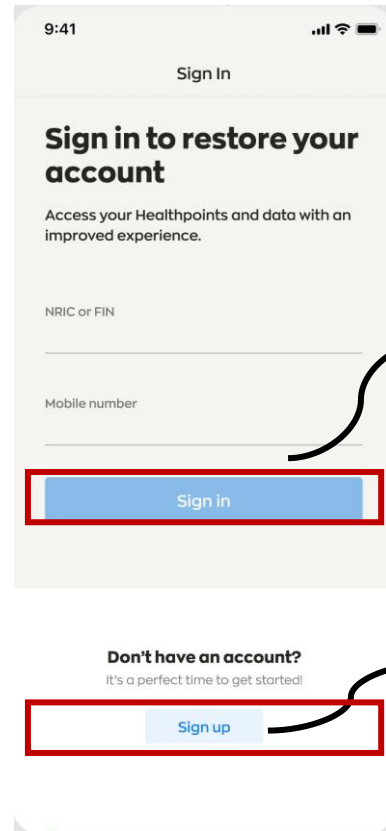 9:41
Sign In
Sign in to restore your
account
Access your Healthpoints and data with an
improved experience.
NRIC or FIN
Mobile number
Sign in
Don't have an account?
It's a perfect time to get started!
Sign up